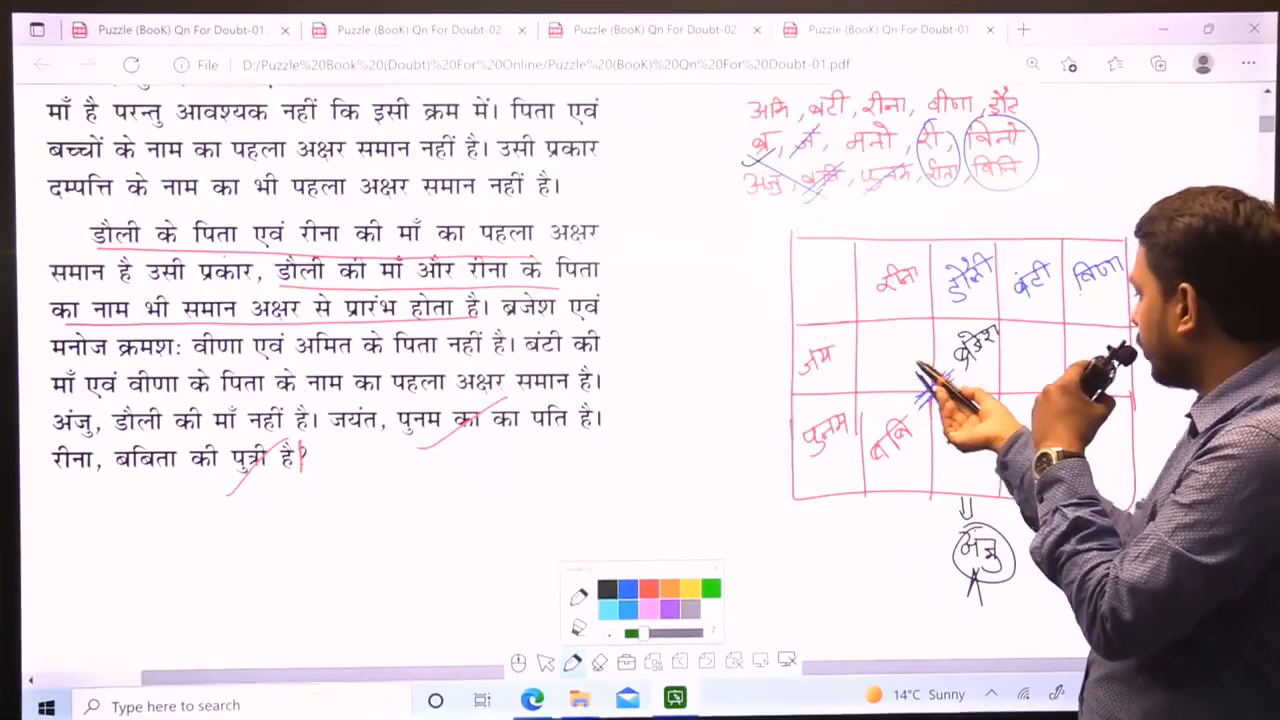 Puzzle (BooK) Qn For Doubt-01.
Puzzle (BooK) Qn For Doubt-02
Puzzle (BooK) Qn For Doubt-02
Puzzle (BooK) Qn For Doubt-01
File
D:/Puzzle%20Book%20(Doubt)%20For%20Online/Puzzle%20(BooK)%20Qn%20For%20Doubt-01.pdf
माँ है परन्तु आवश्यक नहीं कि इसी क्रम में। पिता एवं
बच्चों के नाम का पहला अक्षर समान नहीं है। उसी प्रकार
दम्पत्ति के नाम का भी पहला अक्षर समान नहीं है।
डौली के पिता एवं रीना की माँ का पहला अक्षर
समान है उसी प्रकार, डौली की माँ और रीना के पिता
का नाम भी समान अक्षर से प्रारंभ होता है। ब्रजेश एवं
मनोज क्रमश: वीणा एवं अमित के पिता नहीं है। बंटी की
माँ एवं वीणा के पिता के नाम का पहला अक्षर समान है।
अंजु, डौली की माँ नहीं है। जयंत, पुनम का का पति है।
रीना, बबिता की पुत्री है?
अमि, बंटी, रीना, वीणा, डौट
ब्र, ज, मनो, री, विनो
अंजु, पुनम, रीता, विनि
रीना डौली बंटी विणा
जय ब्रजेश
पुनम बबि
अंजु
7
Type here to search
14°C Sunny